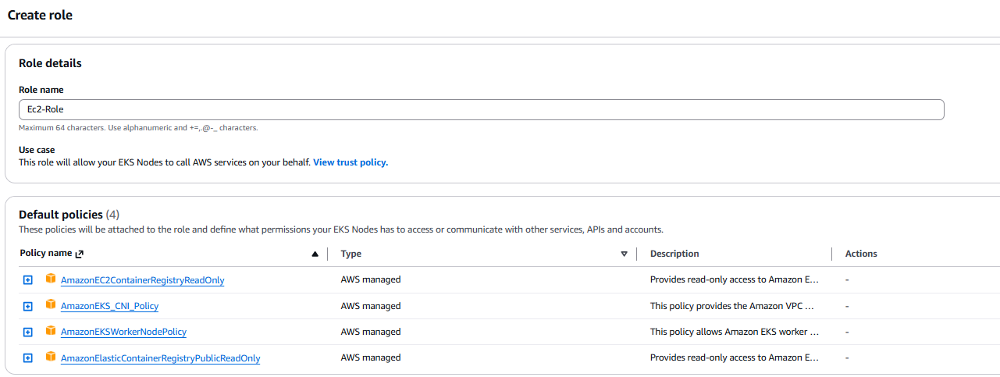 Create role
Role details
Role name
Ec2-Role
Maximum 64 characters. Use alphanumeric and +=,.@-_ characters.
Use case
This role will allow your EKS Nodes to call AWS services on your behalf. View trust policy.
Default policies (4)
These policies will be attached to the role and define what permissions your EKS Nodes has to access or communicate with other services, APIs and accounts.
Policy name Type Description Actions
AmazonEC2ContainerRegistryReadOnly AWS managed Provides read-only access to Amazon E... -
AmazonEKS_CNI_Policy AWS managed This policy provides the Amazon VPC ... -
AmazonEKSWorkerNodePolicy AWS managed This policy allows Amazon EKS worker ... -
AmazonElasticContainerRegistryPublicReadOnly AWS managed Provides read-only access to Amazon E... -